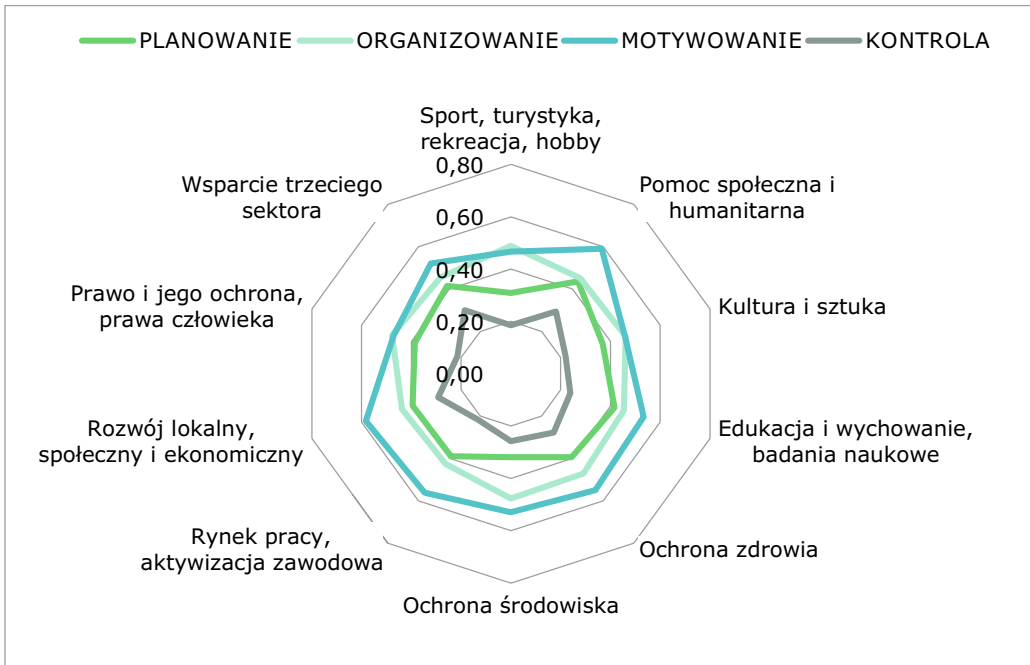 PLANOWANIE ORGANIZOWANIE MOTYWOWANIE KONTROLA
Sport, turystyka,
rekreacja, hobby
Pomoc społeczna i
humanitarna
Kultura i sztuka
Edukacja i wychowanie,
badania naukowe
Ochrona zdrowia
Ochrona środowiska
Rynek pracy,
aktywizacja zawodowa
Rozwój lokalny,
społeczny i ekonomiczny
Prawo i jego ochrona,
prawa człowieka
Wsparcie trzeciego
sektora
0,80
0,60
0,40
0,20
0,00